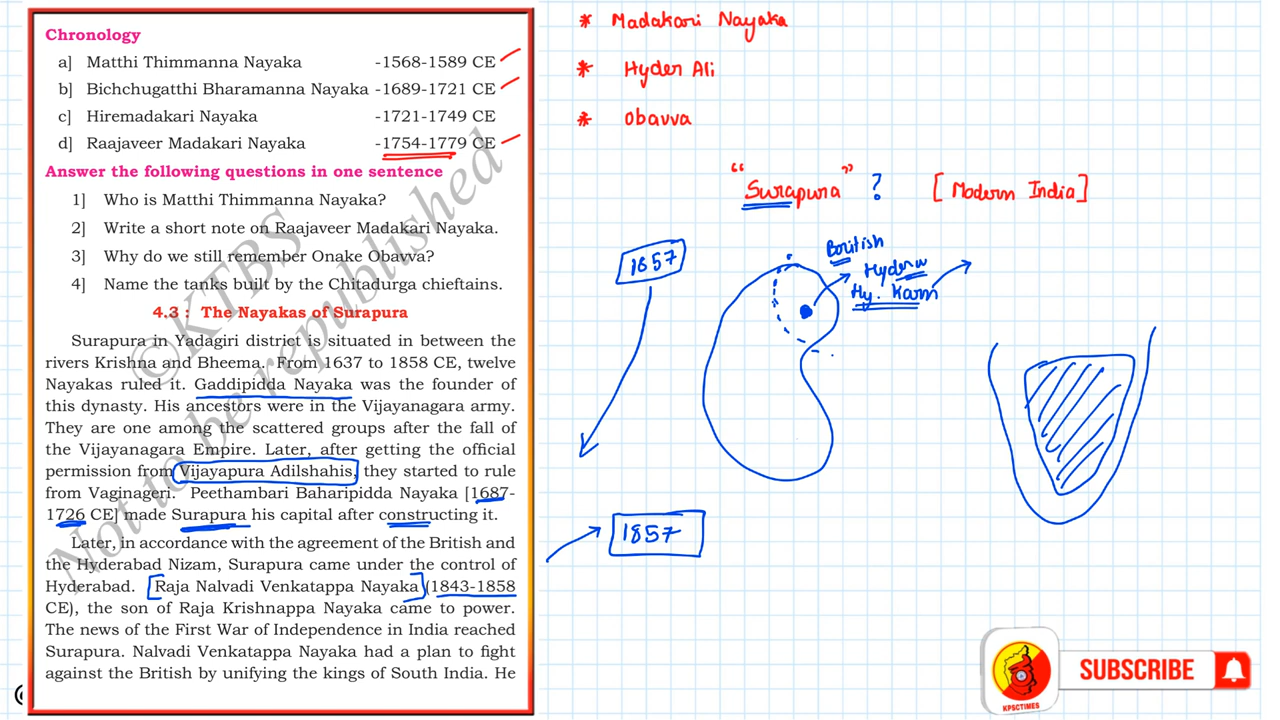 Chronology
a] Matthi Thimmanna Nayaka -1568-1589 CE
b] Bichchugatthi Bharamanna Nayaka -1689-1721 CE
c] Hiremadakari Nayaka -1721-1749 CE
d] Raajaveer Madakari Nayaka -1754-1779 CE
Answer the following questions in one sentence
1] Who is Matthi Thimmanna Nayaka?
2] Write a short note on Raajaveer Madakari Nayaka.
3] Why do we still remember Onake Obavva?
4] Name the tanks built by the Chitadurga chieftains.
4.3 : The Nayakas of Surapura
Surapura in Yadagiri district is situated in between the
rivers Krishna and Bheema. From 1637 to 1858 CE, twelve
Nayakas ruled it. Gaddipidda Nayaka was the founder of
this dynasty. His ancestors were in the Vijayanagara army.
They are one among the scattered groups after the fall of
the Vijayanagara Empire. Later, after getting the official
permission from Vijayapura Adilshahis, they started to rule
from Vaginageri. Peethambari Baharipidda Nayaka [1687-
1726 CE] made Surapura his capital after constructing it.
Later, in accordance with the agreement of the British and
the Hyderabad Nizam, Surapura came under the control of
Hyderabad. Raja Nalvadi Venkatappa Nayaka (1843-1858
CE), the son of Raja Krishnappa Nayaka came to power.
The news of the First War of Independence in India reached
Surapura. Nalvadi Venkatappa Nayaka had a plan to fight
against the British by unifying the kings of South India. He
©KTBS
Not to be republished
* Madakari Nayaka
* Hyder Ali
* Obavva
"Surapura" ? [Modern India]
1857
British
Hy. Karn
1857
KPSCTIMES
SUBSCRIBE